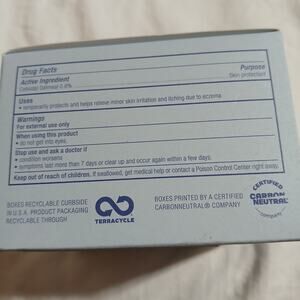 Drug Facts
Active Ingredient
Purpose
Colloidal Oatmeal 0.6%
Skin protectant
Uses
• temporarily protects and helps relieve minor skin irritation and itching due to eczema.
Warnings
For external use only
When using this product
• do not get into eyes.
Stop use and ask a doctor if
• condition worsens
• symptoms last more than 7 days or clear up and occur again within a few days.
Keep out of reach of children. If swallowed, get medical help or contact a Poison Control Center right away.
BOXES RECYCLABLE CURBSIDE
IN U.S.A. PRODUCT PACKAGING
RECYCLABLE THROUGH
TERRACYCLE
BOXES PRINTED BY A CERTIFIED
CARBONNEUTRAL® COMPANY
CERTIFIED
CARBON
NEUTRAL
company